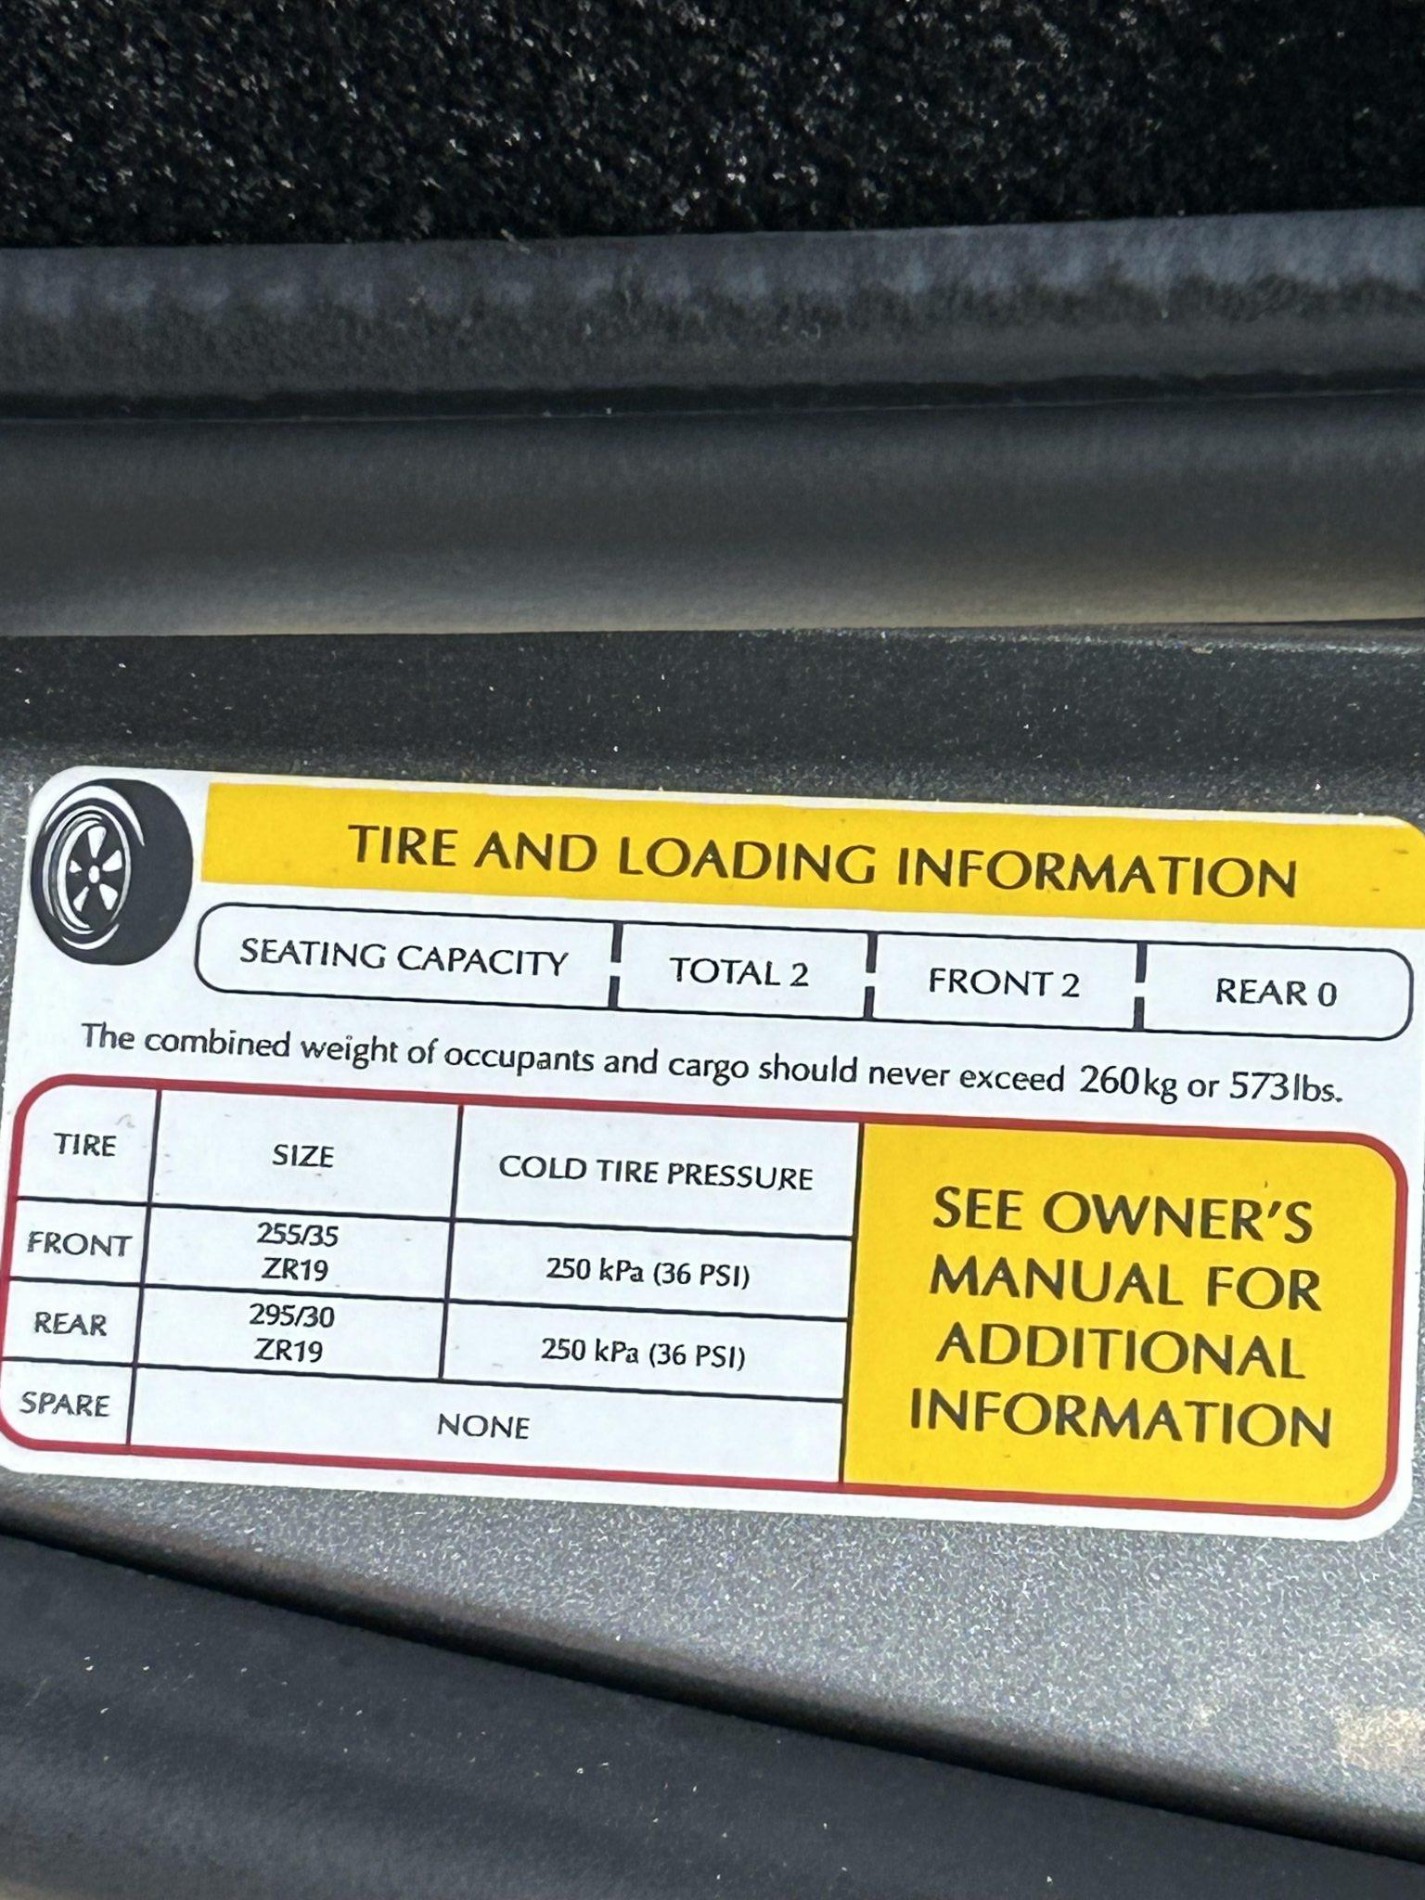 TIRE AND LOADING INFORMATION
SEATING CAPACITY TOTAL 2 FRONT 2 REAR 0
The combined weight of occupants and cargo should never exceed 260kg or 573lbs.
TIRE SIZE COLD TIRE PRESSURE
FRONT 255/35 ZR19 250 kPa (36 PSI)
REAR 295/30 ZR19 250 kPa (36 PSI)
SPARE NONE
SEE OWNER'S
MANUAL FOR
ADDITIONAL
INFORMATION